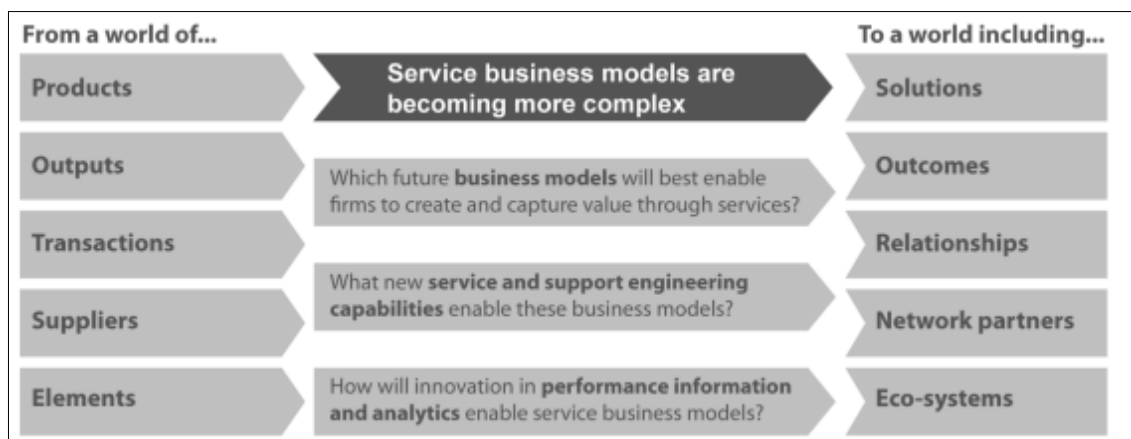 From a world of...
To a world including...
Products
Service business models are
becoming more complex
Solutions
Outputs
Which future business models will best enable
firms to create and capture value through services?
Outcomes
Transactions
Relationships
What new service and support engineering
capabilities enable these business models?
Suppliers
Network partners
Elements
How will innovation in performance information
and analytics enable service business models?
Eco-systems